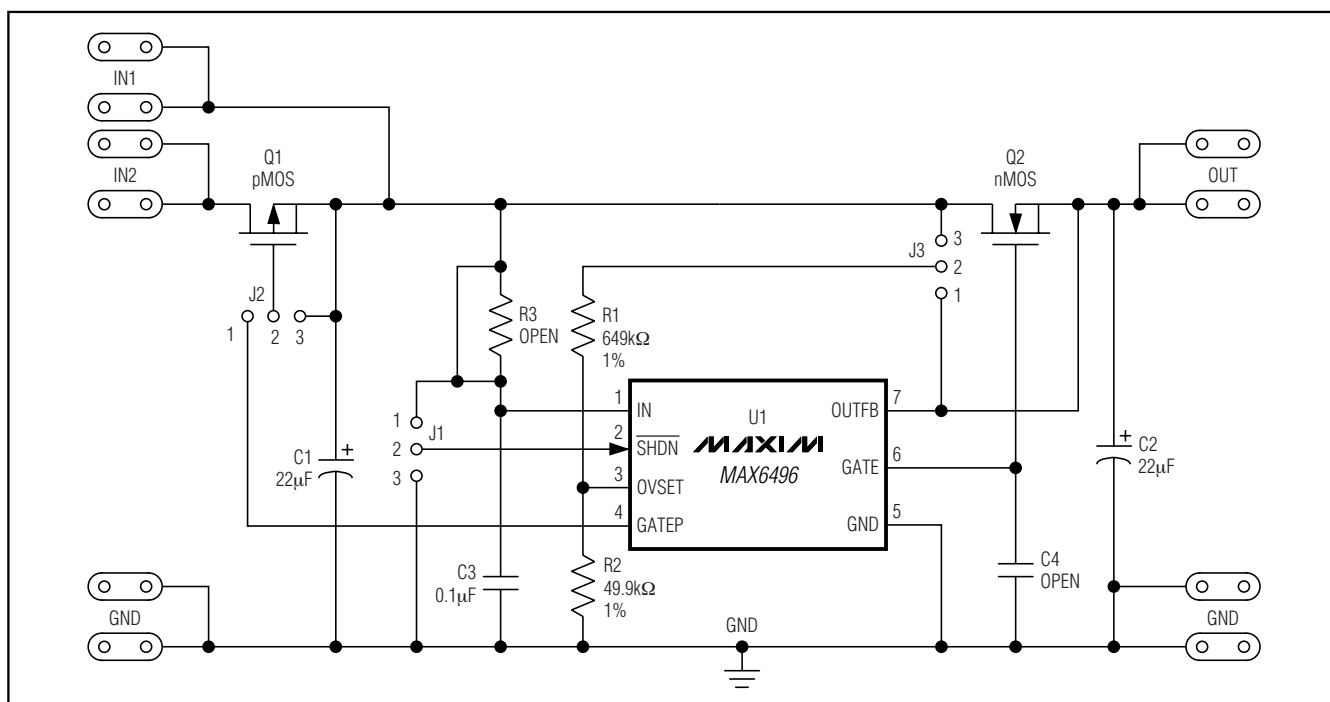 IN1
IN2
Q1
pMOS
Q2
nMOS
OUT
J2
1
2
3
J3
3
2
1
R3
OPEN
R1
649kΩ
1%
J1
1
2
3
C1
22µF
+
1
IN
2
SHDN
3
OVSET
4
GATEP
U1
MAXIM
MAX6496
OUTFB
7
GATE
6
GND
5
C2
22µF
+
C3
0.1µF
R2
49.9kΩ
1%
C4
OPEN
GND
GND
GND